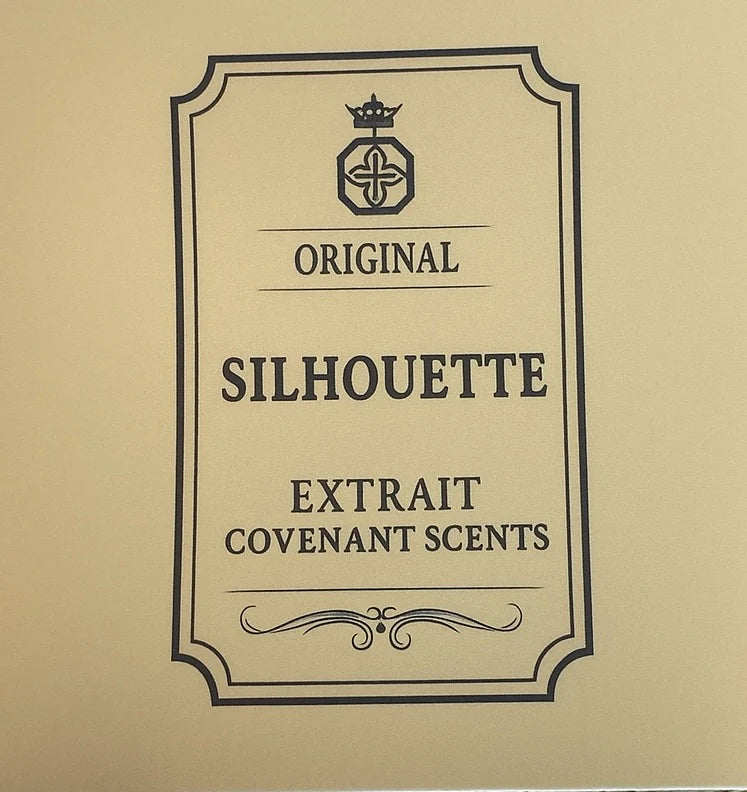 ORIGINAL
SILHOUETTE
EXTRAIT
COVENANT SCENTS